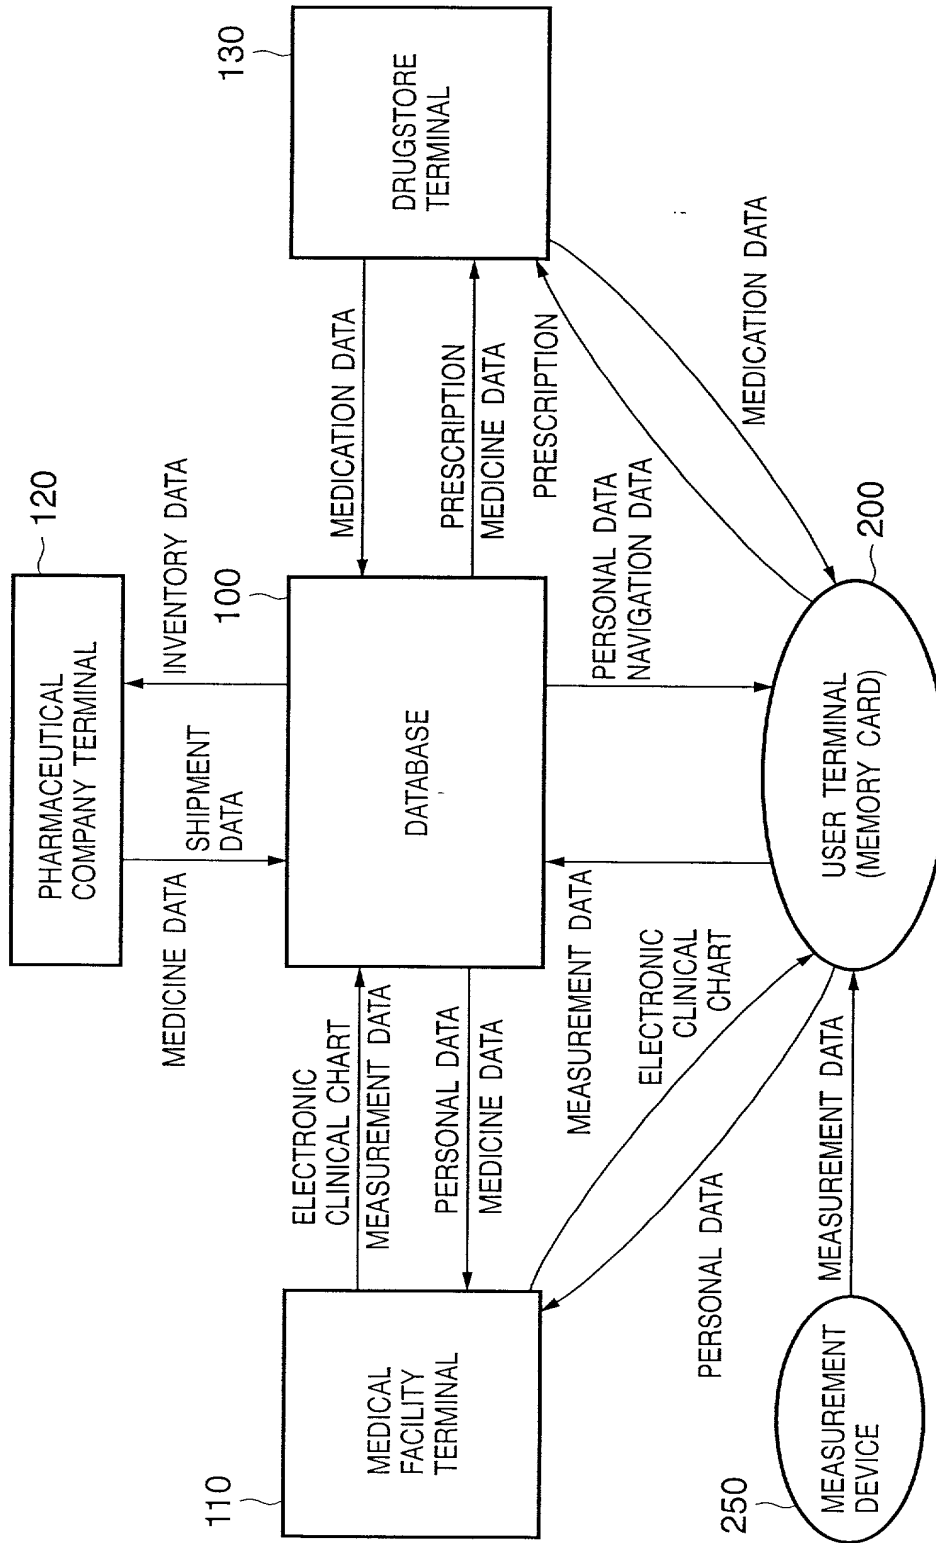 120
PHARMACEUTICAL
COMPANY TERMINAL
MEDICINE DATA
SHIPMENT
DATA
INVENTORY DATA
110
MEDICAL
FACILITY
TERMINAL
ELECTRONIC
CLINICAL CHART
MEASUREMENT DATA
PERSONAL DATA
MEDICINE DATA
100
DATABASE
MEDICATION DATA
PRESCRIPTION
MEDICINE DATA
130
DRUGSTORE
TERMINAL
MEASUREMENT DATA
ELECTRONIC
CLINICAL
CHART
PERSONAL DATA
PERSONAL DATA
NAVIGATION DATA
PRESCRIPTION
MEDICATION DATA
250
MEASUREMENT
DEVICE
MEASUREMENT DATA
USER TERMINAL
(MEMORY CARD)
200